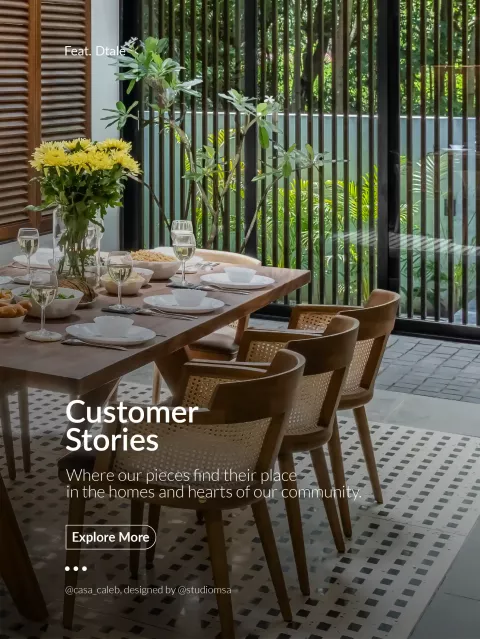 Feat. Dtale
Customer
Stories
Where our pieces find their place
in the homes and hearts of our community.
Explore More
@casa_caleb, designed by @studiomsa